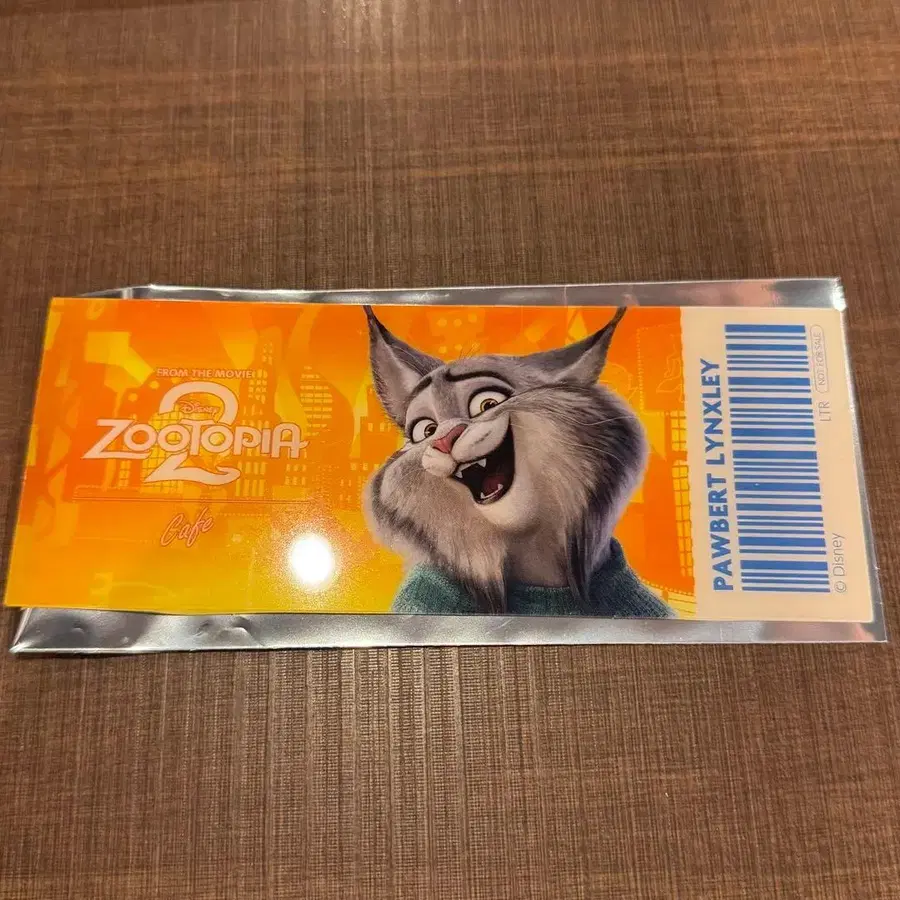 FROM THE MOVIE:
Disney
ZOOTOPIA
2
Cafe
PAWBERT LYNXLEY
LTR
NOT FOR SALE
© Disney